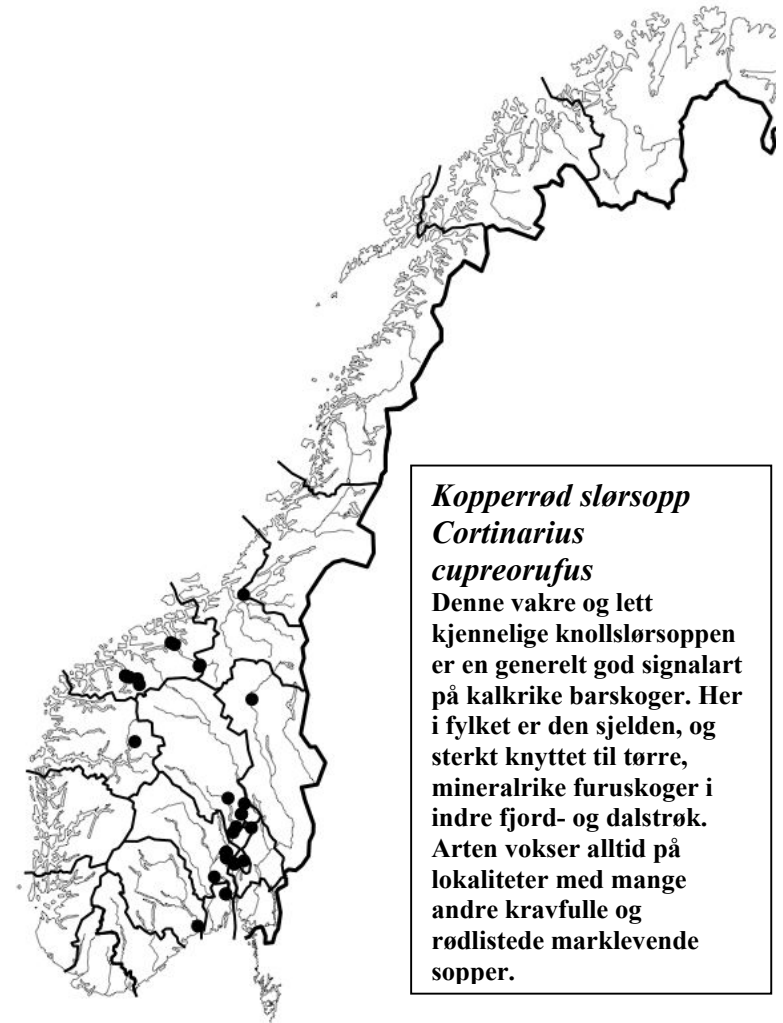 Kopperrød slørsopp
Cortinarius
cupreorufus
Denne vakre og lett
kjennelige knollslørsoppen
er en generelt god signalart
på kalkrike barskoger. Her
i fylket er den sjelden, og
sterkt knyttet til tørre,
mineralrike furuskoger i
indre fjord- og dalstrøk.
Arten vokser alltid på
lokaliteter med mange
andre kravfulle og
rødlistede marklevende
sopper.